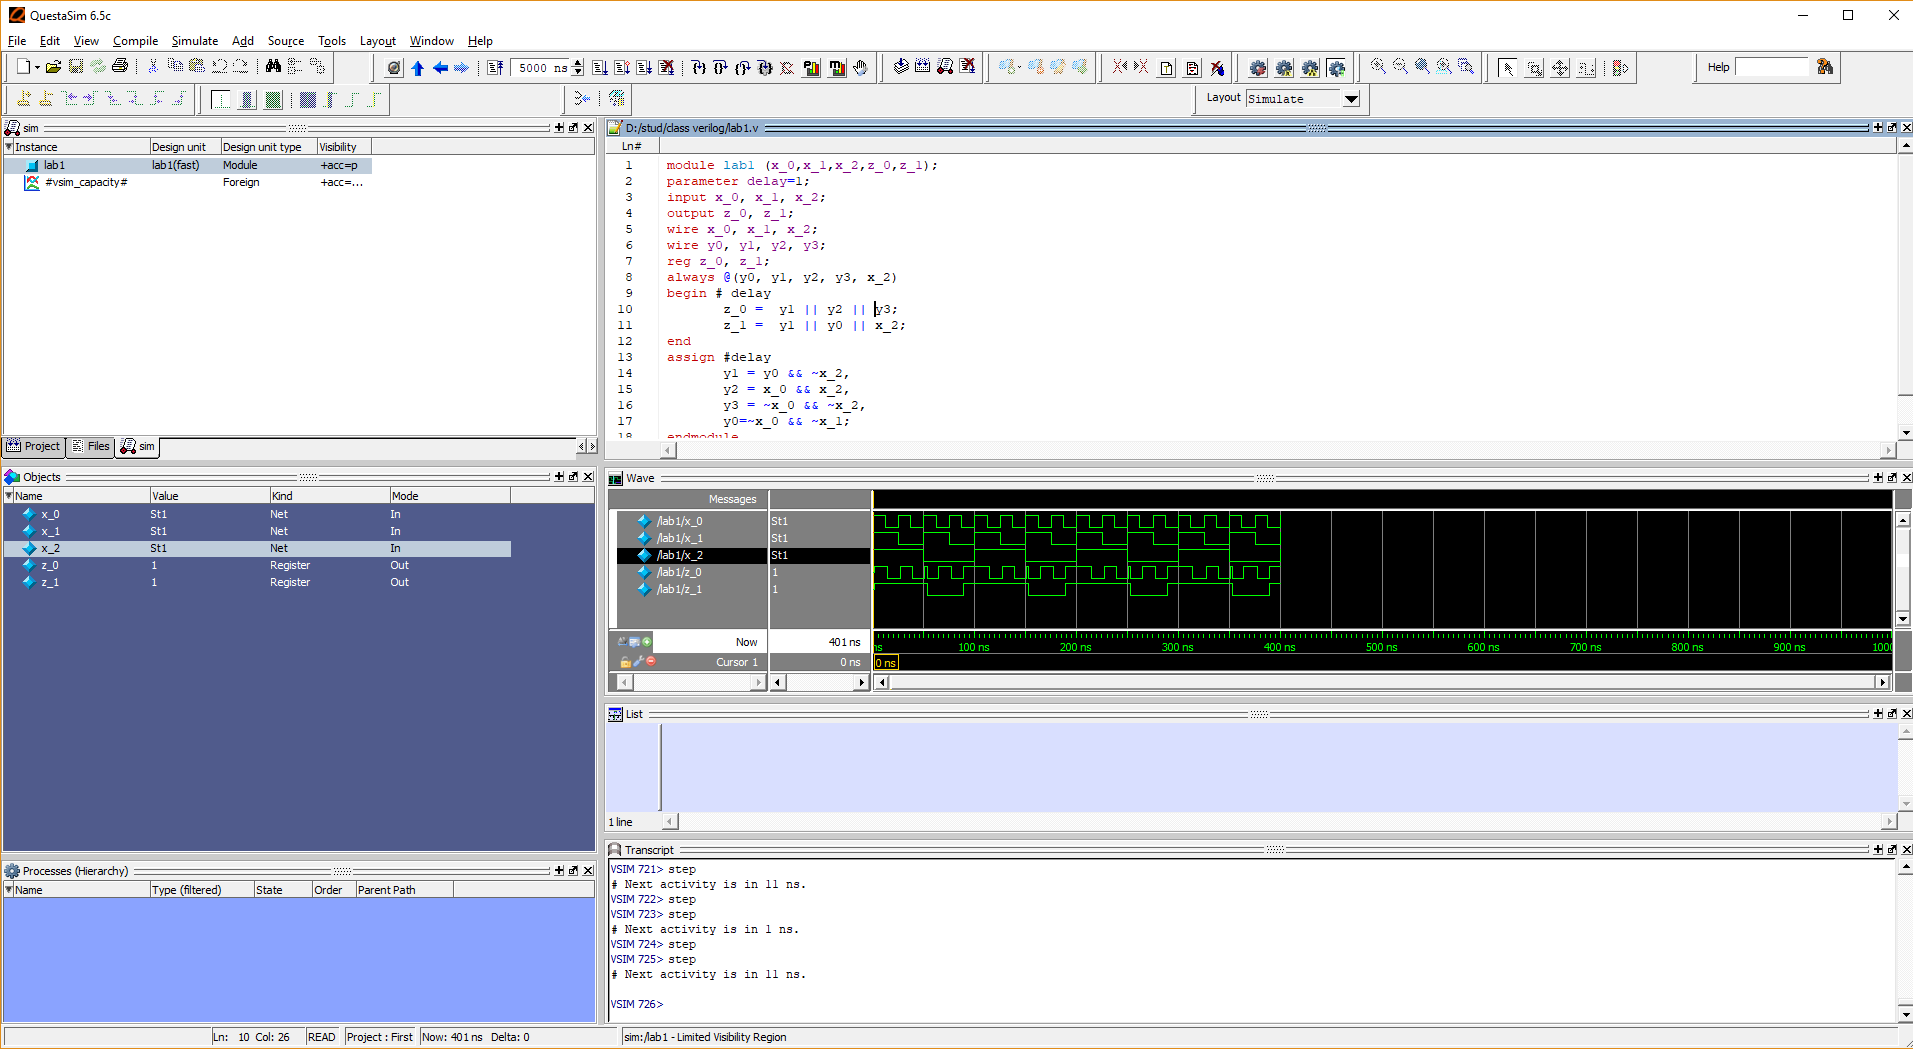 QuestaSim 6.5c
File Edit View Compile Simulate Add Source Tools Layout Window Help
5000 ns
Help
Layout Simulate
sim
Instance Design unit Design unit type Visibility
lab1 lab1(fast) Module +acc=p
#vsim_capacity# Foreign +acc=...
Project Files sim
Objects
Name Value Kind Mode
x_0 St1 Net In
x_1 St1 Net In
x_2 St1 Net In
z_0 1 Register Out
z_1 1 Register Out
Processes (Hierarchy)
Name Type (filtered) State Order Parent Path
D:/stud/class verilog/lab1.v
Ln#
1 module lab1 (x_0,x_1,x_2,z_0,z_1);
2 parameter delay=1;
3 input x_0, x_1, x_2;
4 output z_0, z_1;
5 wire x_0, x_1, x_2;
6 wire y0, y1, y2, y3;
7 reg z_0, z_1;
8 always @(y0, y1, y2, y3, x_2)
9 begin # delay
10 z_0 = y1 || y2 || y3;
11 z_1 = y1 || y0 || x_2;
12 end
13 assign #delay
14 y1 = y0 && ~x_2,
15 y2 = x_0 && x_2,
16 y3 = ~x_0 && ~x_2,
17 y0=~x_0 && ~x_1;
18 endmodule
Wave
Messages
/lab1/x_0 St1
/lab1/x_1 St1
/lab1/x_2 St1
/lab1/z_0 1
/lab1/z_1 1
Now 401 ns
Cursor 1 0 ns
ns 100 ns 200 ns 300 ns 400 ns 500 ns 600 ns 700 ns 800 ns 900 ns 1000
0 ns
List
1 line
Transcript
VSIM 721> step
# Next activity is in 11 ns.
VSIM 722> step
VSIM 723> step
# Next activity is in 1 ns.
VSIM 724> step
VSIM 725> step
# Next activity is in 11 ns.
VSIM 726>
Ln: 10 Col: 26 READ Project : First Now: 401 ns Delta: 0 sim:/lab1 - Limited Visibility Region